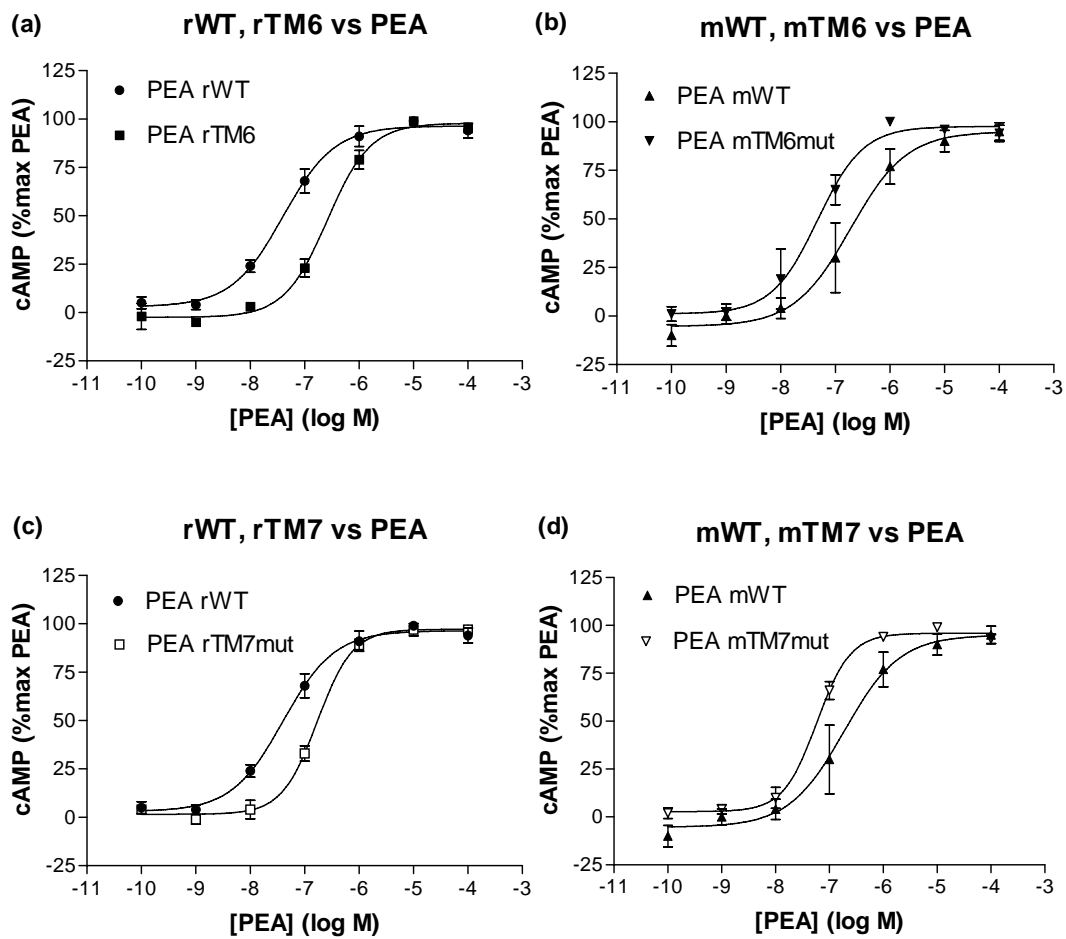 (a)
rWT, rTM6 vs PEA
PEA rWT
PEA rTM6
cAMP (%max PEA)
125
100
75
50
25
0
-25
-11 -10 -9 -8 -7 -6 -5 -4 -3
[PEA] (log M)
(b)
mWT, mTM6 vs PEA
PEA mWT
PEA mTM6mut
cAMP (%max PEA)
125
100
75
50
25
0
-25
-11 -10 -9 -8 -7 -6 -5 -4 -3
[PEA] (log M)
(c)
rWT, rTM7 vs PEA
PEA rWT
PEA rTM7mut
cAMP (%max PEA)
125
100
75
50
25
0
-25
-11 -10 -9 -8 -7 -6 -5 -4 -3
[PEA] (log M)
(d)
mWT, mTM7 vs PEA
PEA mWT
PEA mTM7mut
cAMP (%max PEA)
125
100
75
50
25
0
-25
-11 -10 -9 -8 -7 -6 -5 -4 -3
[PEA] (log M)